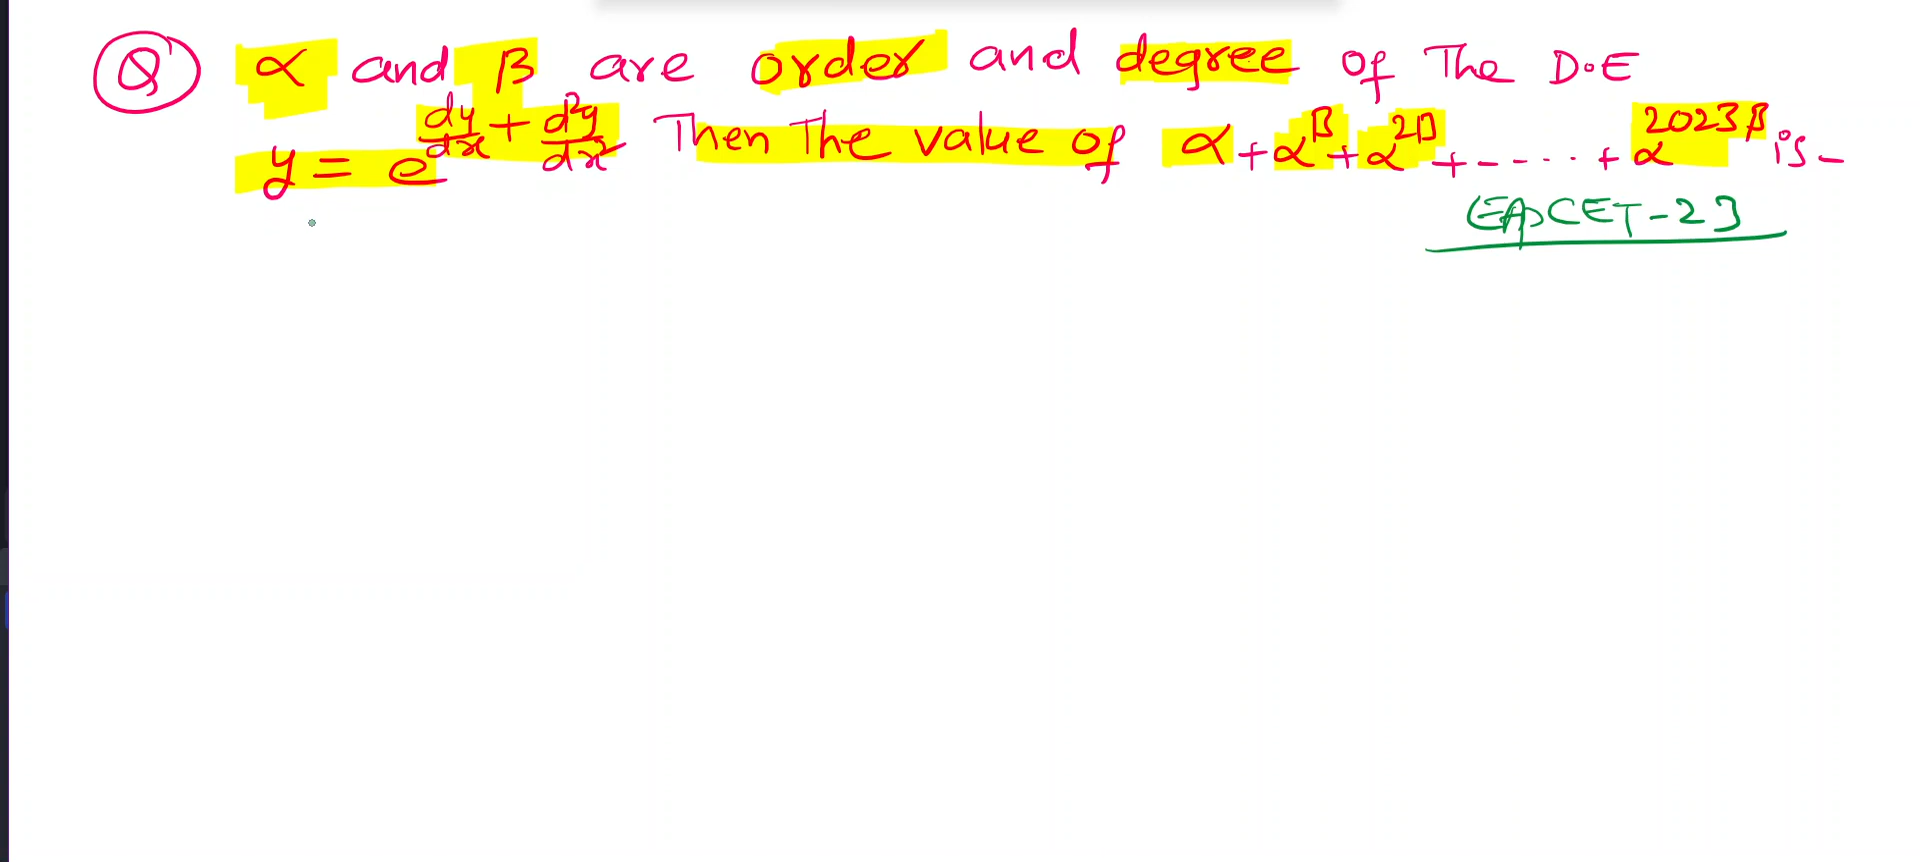 Q α and β are order and degree of The D.E
y = e^(dy/dx + d²y/dx²) Then The value of α + α^β + α^2β + - - - - .. + α^2023β is -
(EAPCET - 23